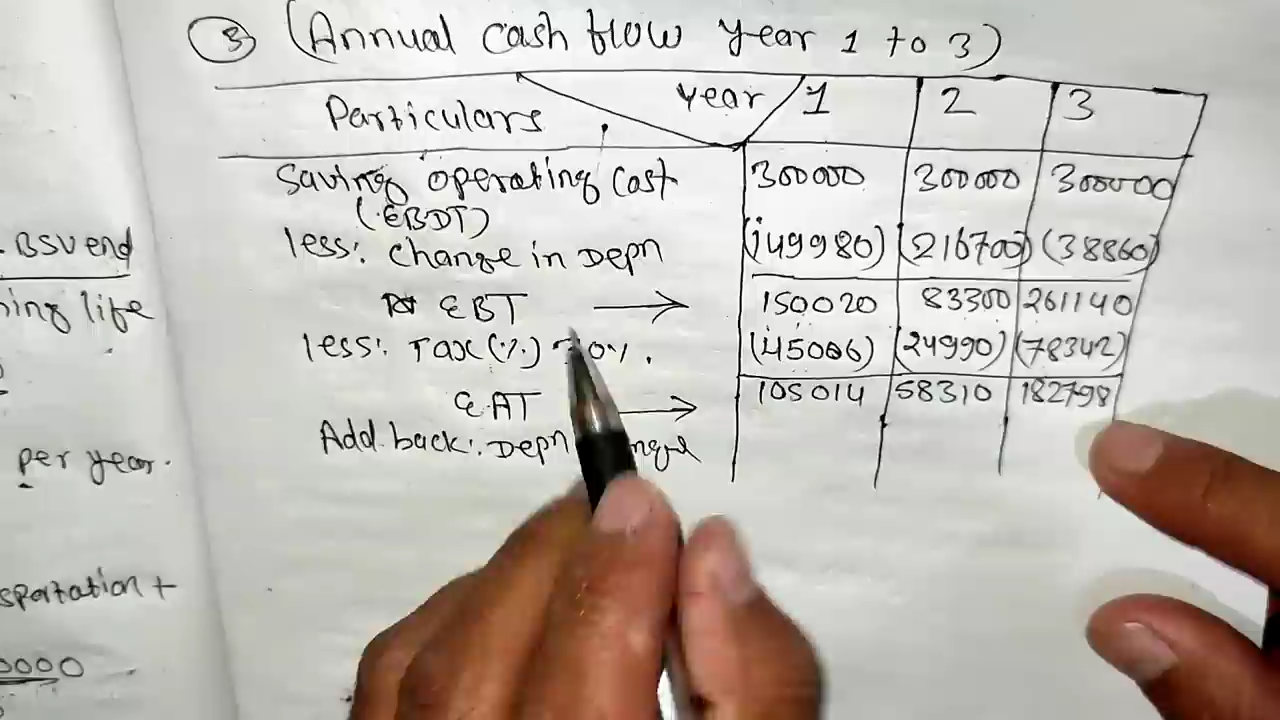 3 (Annual cash flow year 1 to 3)
Particulars year 1 2 3
Saving operating Cost 300000 300000 300000
(EBDT)
less: Change in Depn (149980) (216700) (38860)
EBT → 150020 83300 261140
less: Tax (%) 30%. (45006) (24990) (78342)
EAT → 105014 58310 182798
Add back: Depn
BSV end
life
per year.
0000